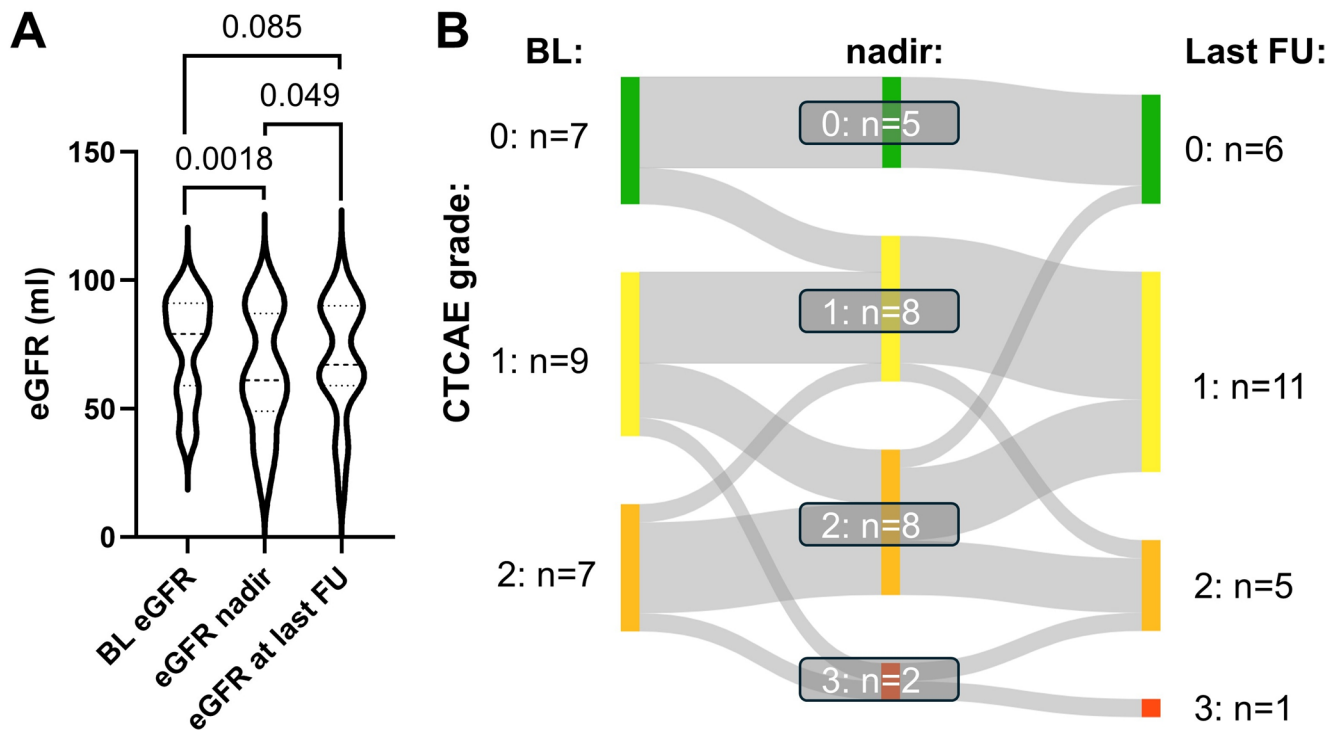 A
0.085
0.049
0.0018
150
100
50
0
eGFR (ml)
BL eGFR
eGFR nadir
eGFR at last FU
B
BL:
nadir:
Last FU:
CTCAE grade:
0: n=7
0: n=5
0: n=6
1: n=9
1: n=8
1: n=11
2: n=7
2: n=8
2: n=5
3: n=2
3: n=1